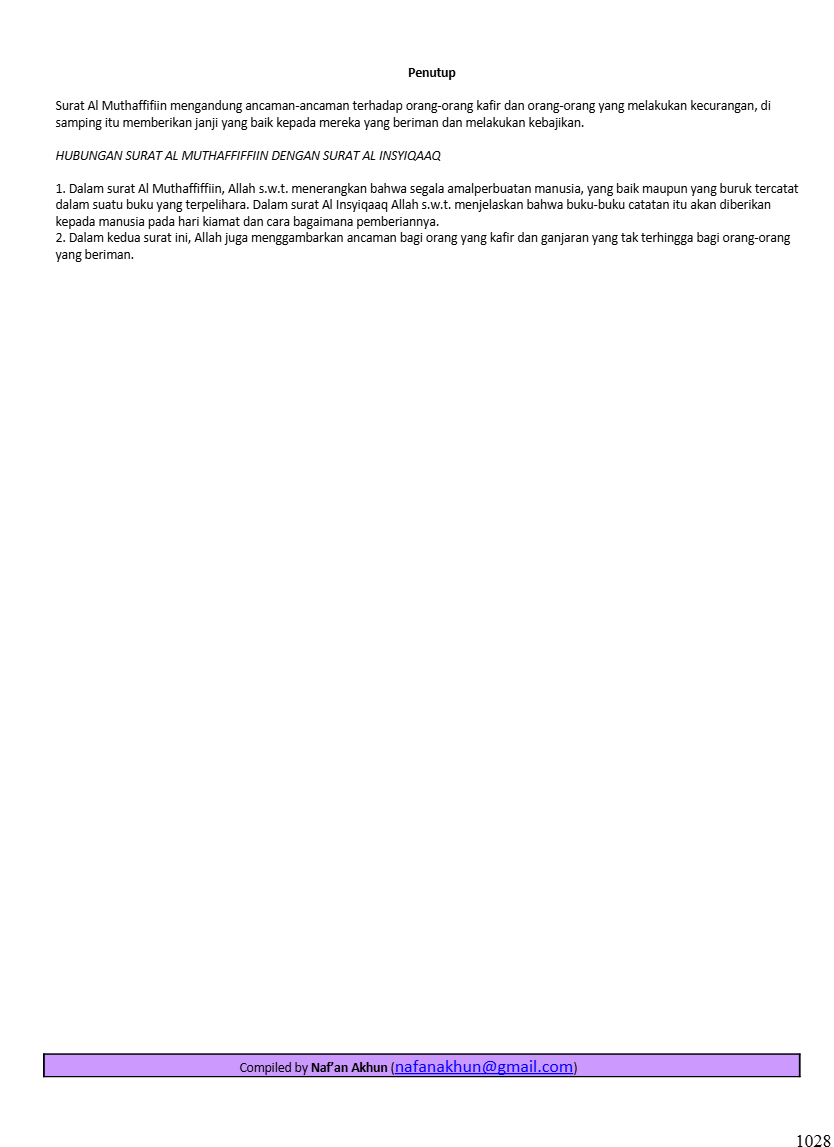 Penutup
Surat Al Muthaffifiin mengandung ancaman-ancaman terhadap orang-orang kafir dan orang-orang yang melakukan kecurangan, di
samping itu memberikan janji yang baik kepada mereka yang beriman dan melakukan kebajikan.
HUBUNGAN SURAT AL MUTHAFFIFFIIN DENGAN SURAT AL INSYIQAAQ
1. Dalam surat Al Muthaffiffiin, Allah s.w.t. menerangkan bahwa segala amalperbuatan manusia, yang baik maupun yang buruk tercatat
dalam suatu buku yang terpelihara. Dalam surat Al Insyiqaaq Allah s.w.t. menjelaskan bahwa buku-buku catatan itu akan diberikan
kepada manusia pada hari kiamat dan cara bagaimana pemberiannya.
2. Dalam kedua surat ini, Allah juga menggambarkan ancaman bagi orang yang kafir dan ganjaran yang tak terhingga bagi orang-orang
yang beriman.
Compiled by Naf’an Akhun (nafanakhun@gmail.com)
1028